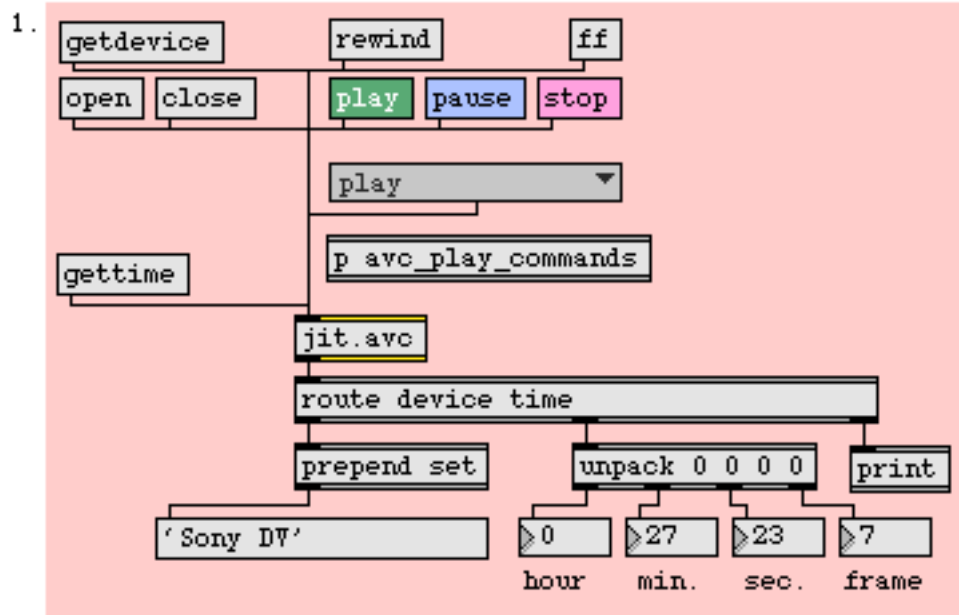 1.
getdevice rewind ff
open close play pause stop
play
p avc_play_commands
gettime
jit.avc
route device time
prepend set unpack 0 0 0 0 print
'Sony DV' 0 27 23 7
hour min. sec. frame